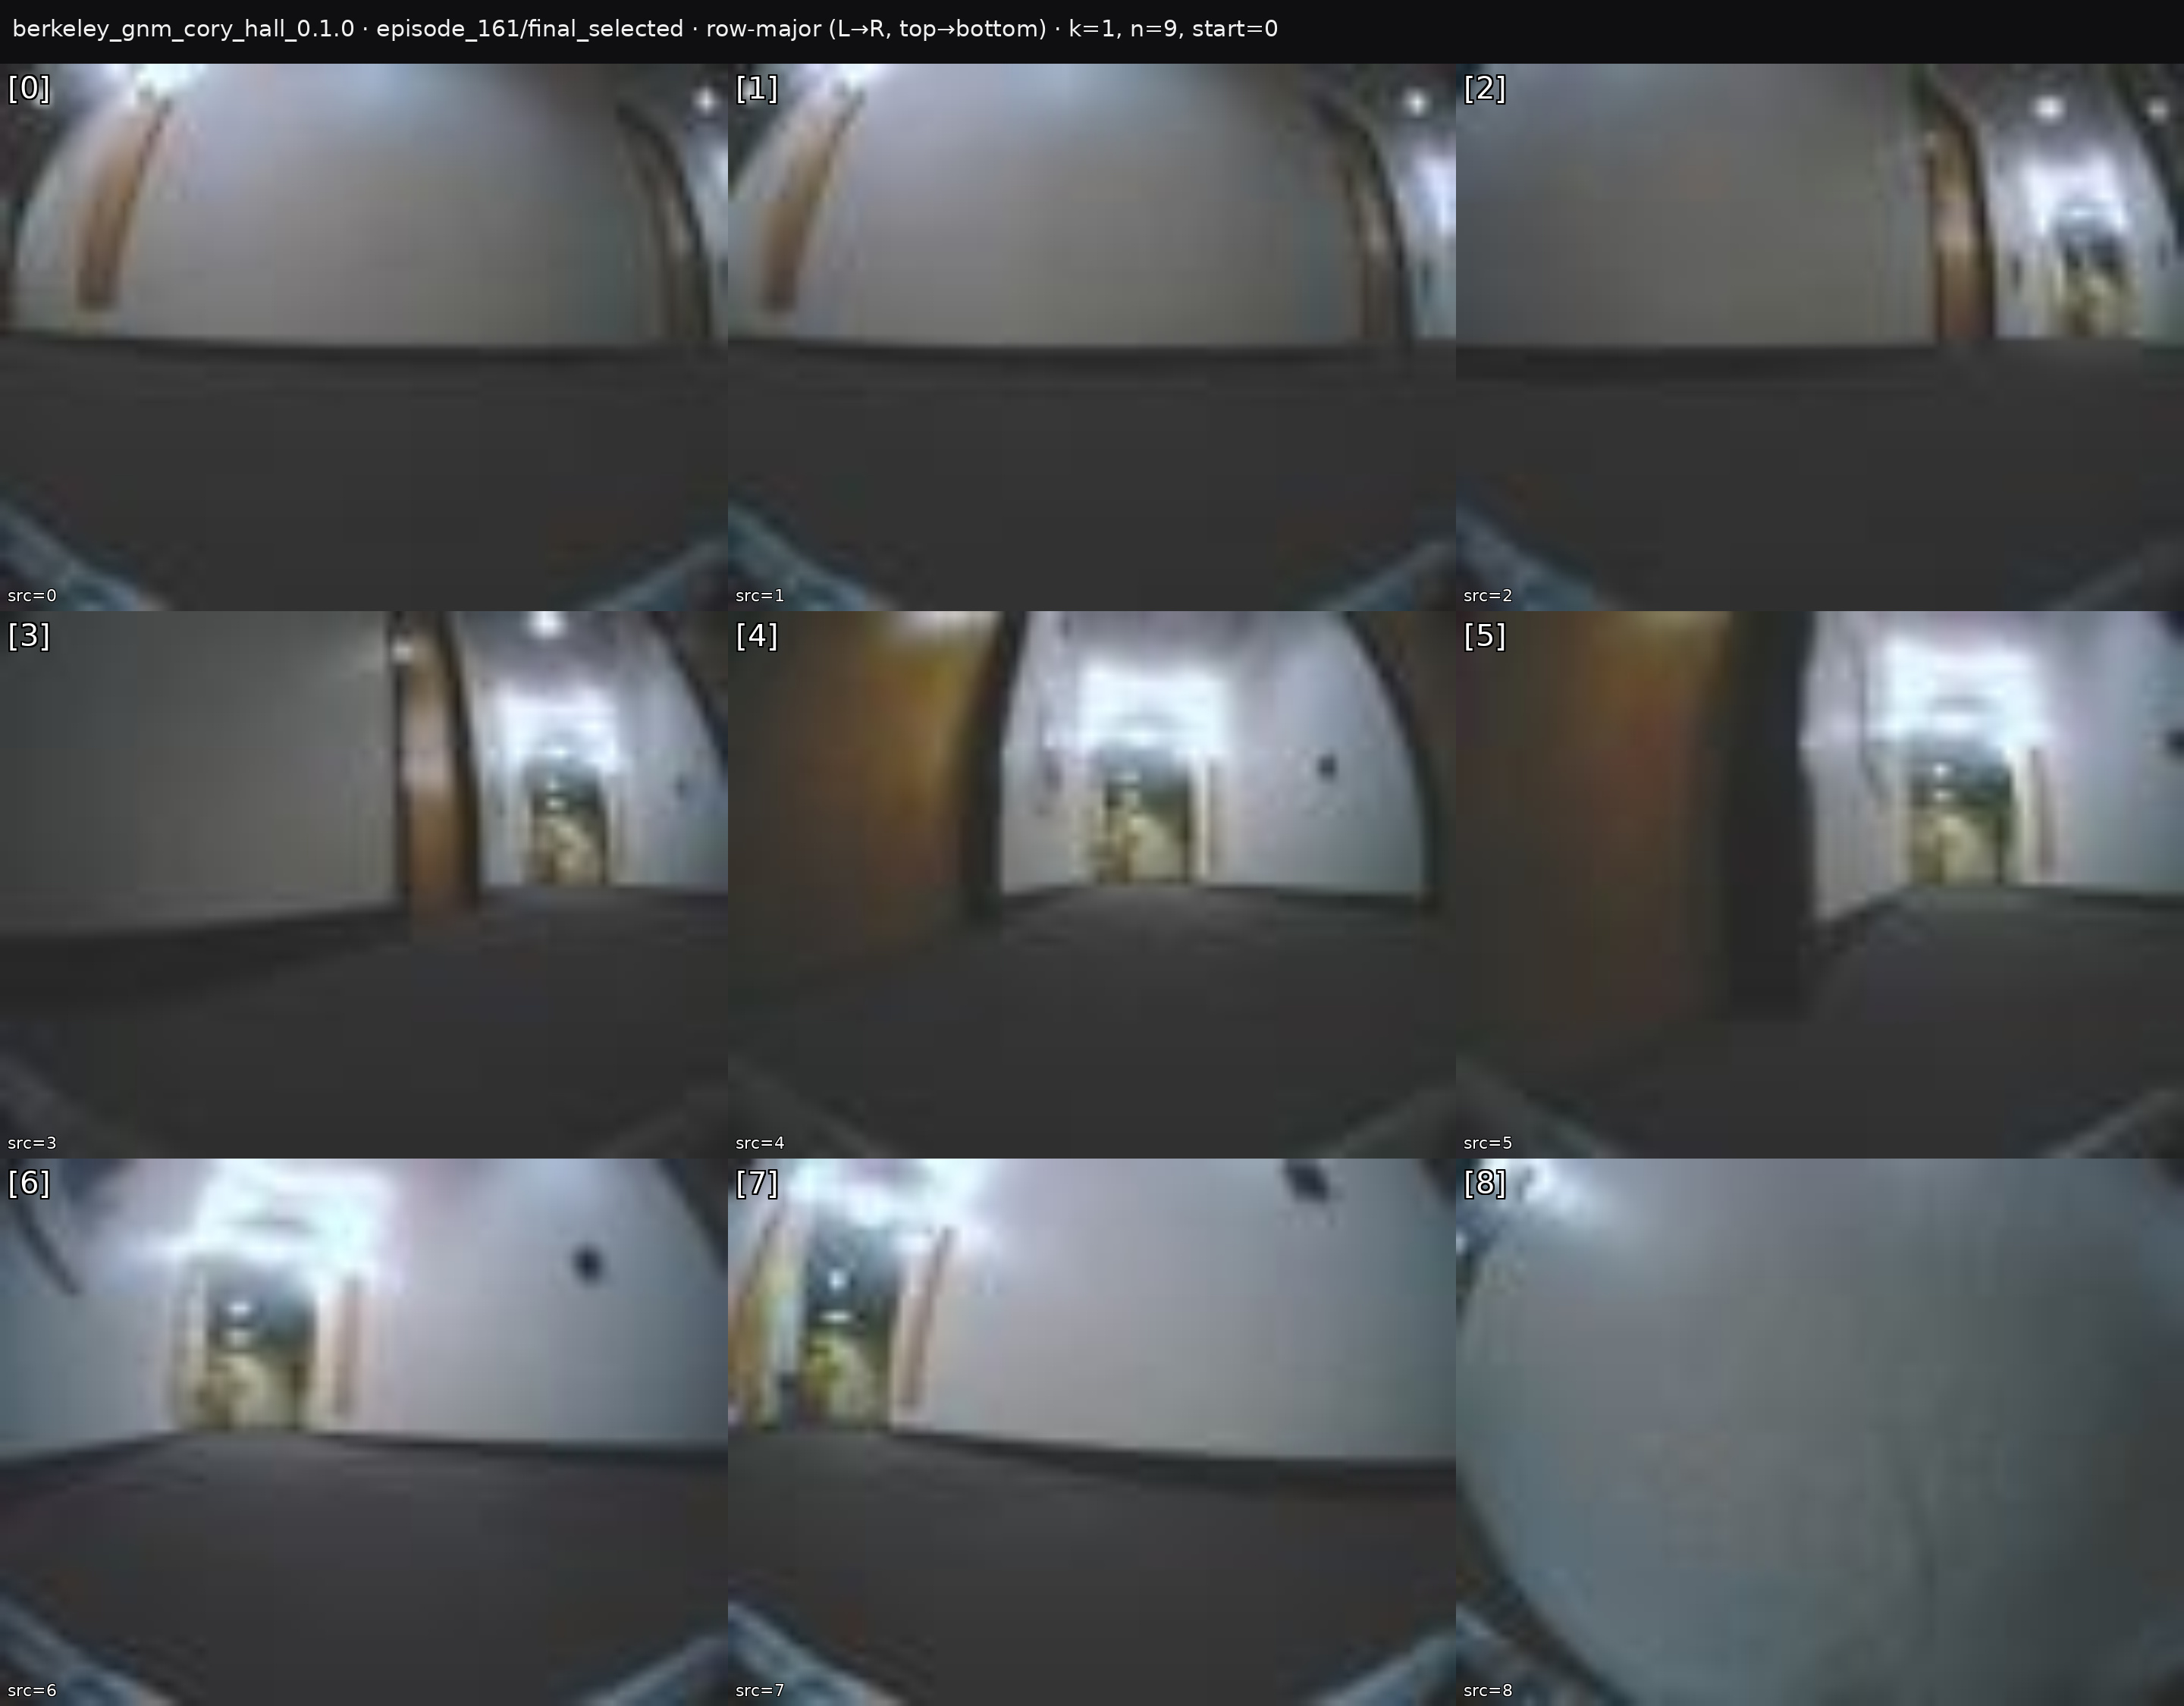 berkeley_gnm_cory_hall_0.1.0 · episode_161/final_selected · row-major (L→R, top→bottom) · k=1, n=9, start=0
[0]
[1]
[2]
src=0
src=1
src=2
[3]
[4]
[5]
src=3
src=4
src=5
[6]
[7]
[8]
src=6
src=7
src=8